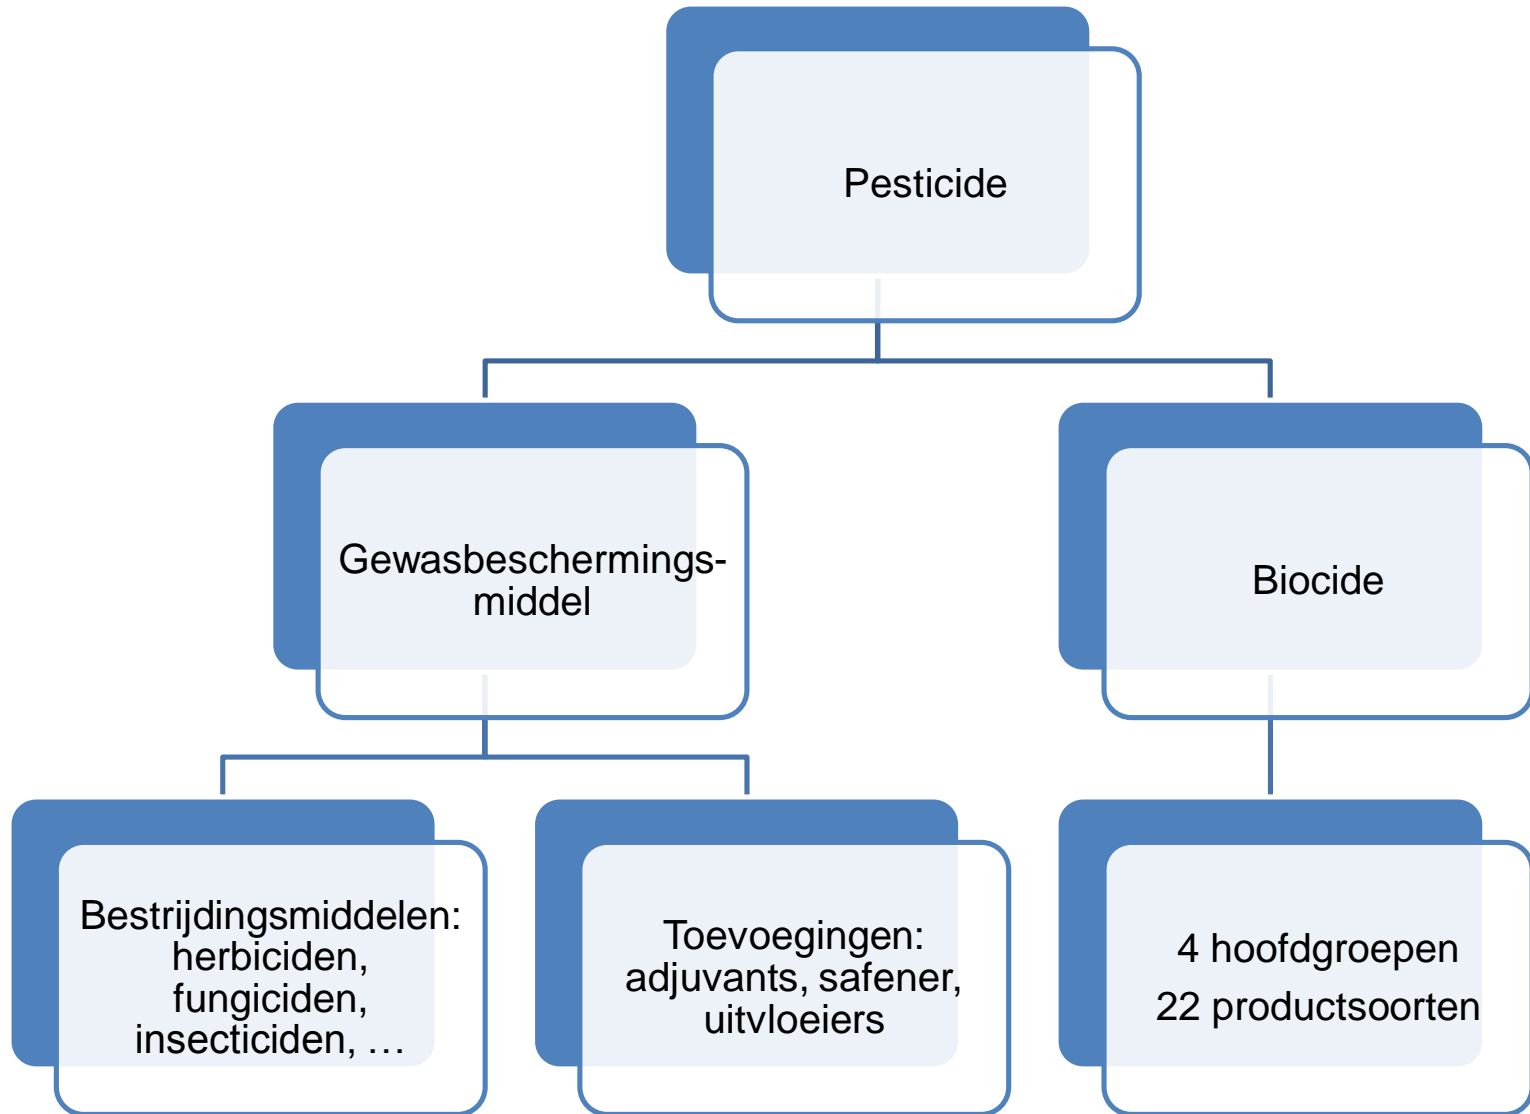 Pesticide
Gewasbeschermings-
middel
Biocide
Bestrijdingsmiddelen:
herbiciden,
fungiciden,
insecticiden, …
Toevoegingen:
adjuvants, safener,
uitvloeiers
4 hoofdgroepen
22 productsoorten